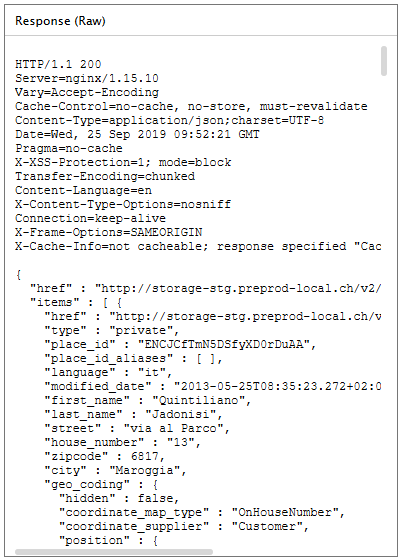 Response (Raw)
HTTP/1.1 200
Server=nginx/1.15.10
Vary=Accept-Encoding
Cache-Control=no-cache, no-store, must-revalidate
Content-Type=application/json;charset=UTF-8
Date=Wed, 25 Sep 2019 09:52:21 GMT
Pragma=no-cache
X-XSS-Protection=1; mode=block
Transfer-Encoding=chunked
Content-Language=en
X-Content-Type-Options=nosniff
Connection=keep-alive
X-Frame-Options=SAMEORIGIN
X-Cache-Info=not cacheable; response specified "Cac
{
  "href" : "http://storage-stg.preprod-local.ch/v2/
  "items" : [ {
    "href" : "http://storage-stg.preprod-local.ch/v
    "type" : "private",
    "place_id" : "ENCJCfTmN5DSfyXD0rDuAA",
    "place_id_aliases" : [ ],
    "language" : "it",
    "modified_date" : "2013-05-25T08:35:23.272+02:0
    "first_name" : "Quintiliano",
    "last_name" : "Jadonisi",
    "street" : "via al Parco",
    "house_number" : "13",
    "zipcode" : 6817,
    "city" : "Maroggia",
    "geo_coding" : {
      "hidden" : false,
      "coordinate_map_type" : "OnHouseNumber",
      "coordinate_supplier" : "Customer",
      "position" : {